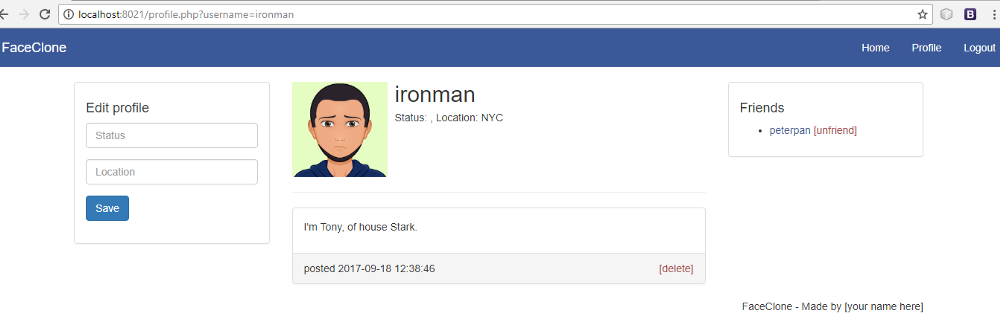 localhost:8021/profile.php?username=ironman
B
FaceClone
Home
Profile
Logout
Edit profile
Status
Location
Save
ironman
Status: , Location: NYC
I'm Tony, of house Stark.
posted 2017-09-18 12:38:46
[delete]
Friends
peterpan [unfriend]
FaceClone - Made by [your name here]